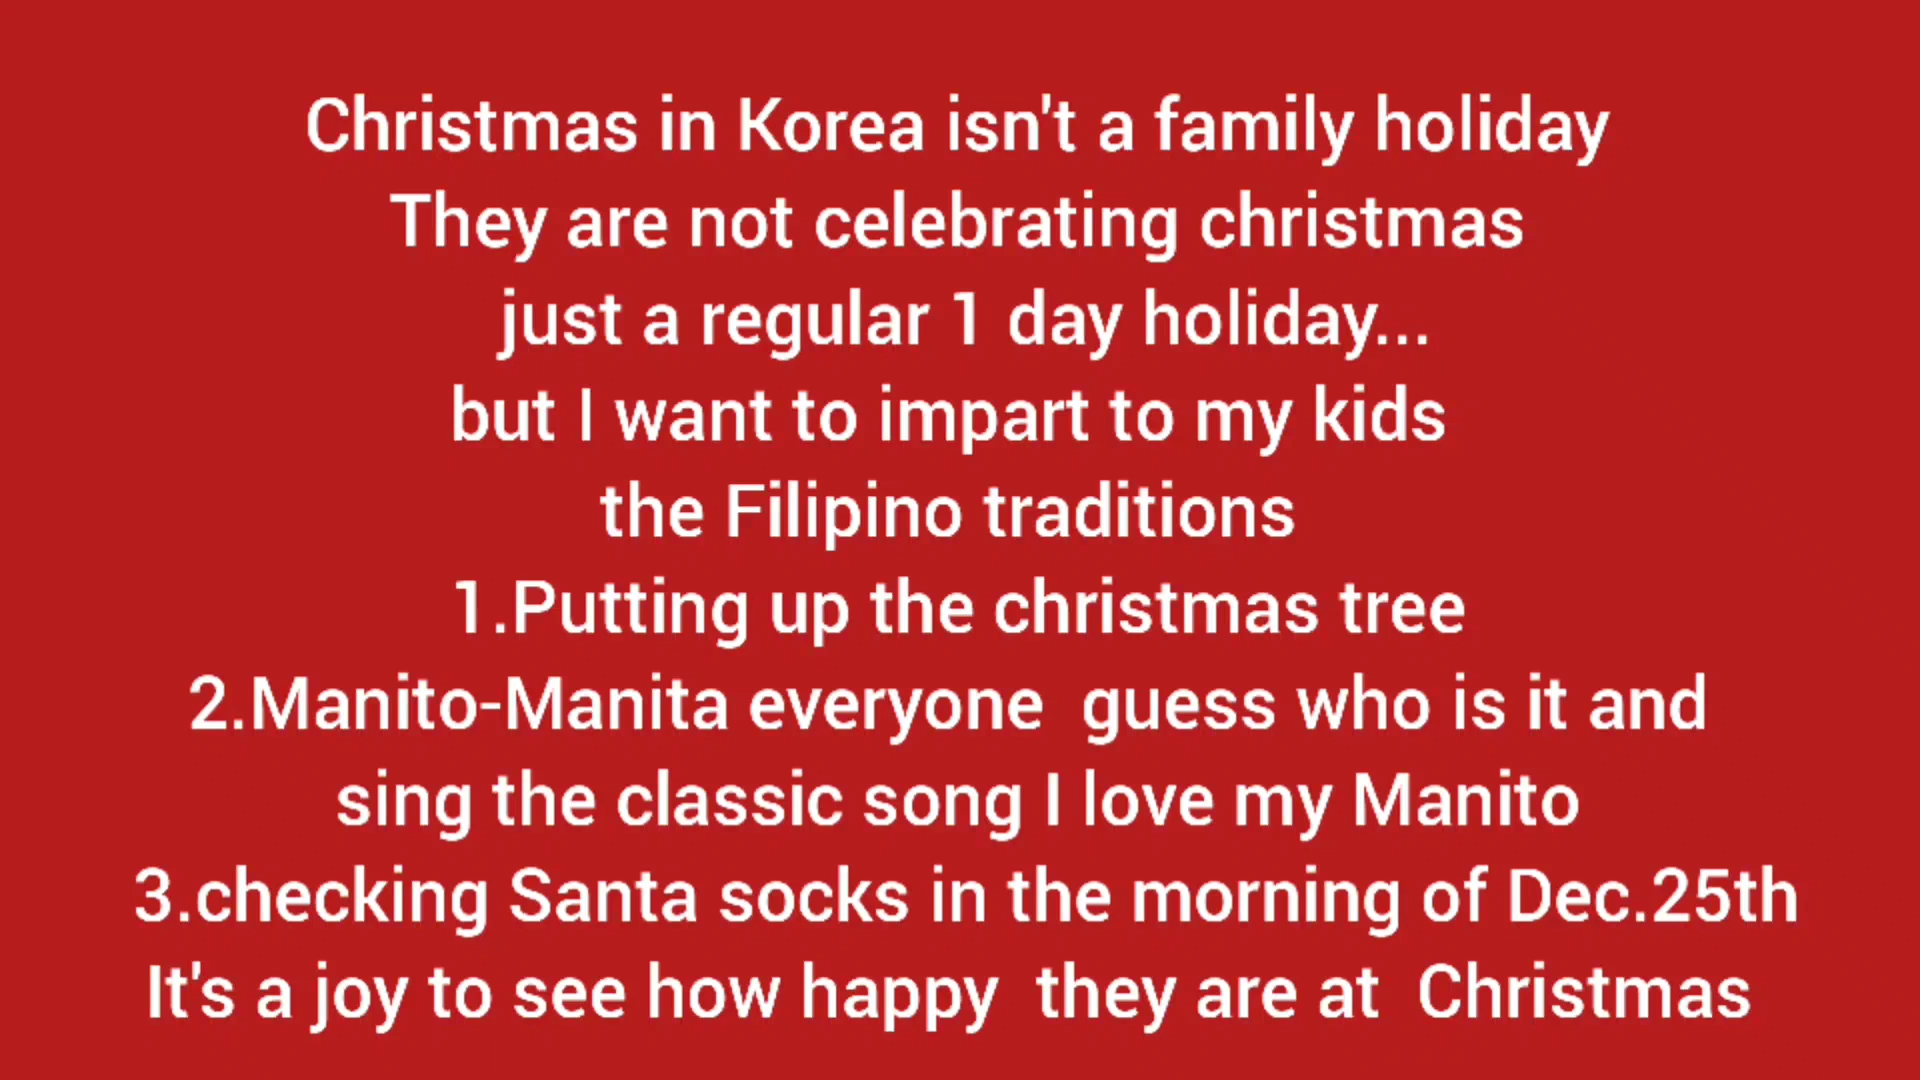 Christmas in Korea isn't a family holiday
They are not celebrating christmas
just a regular 1 day holiday...
but I want to impart to my kids
the Filipino traditions
1.Putting up the christmas tree
2.Manito-Manita everyone  guess who is it and
sing the classic song I love my Manito
3.checking Santa socks in the morning of Dec.25th
It's a joy to see how happy  they are at  Christmas